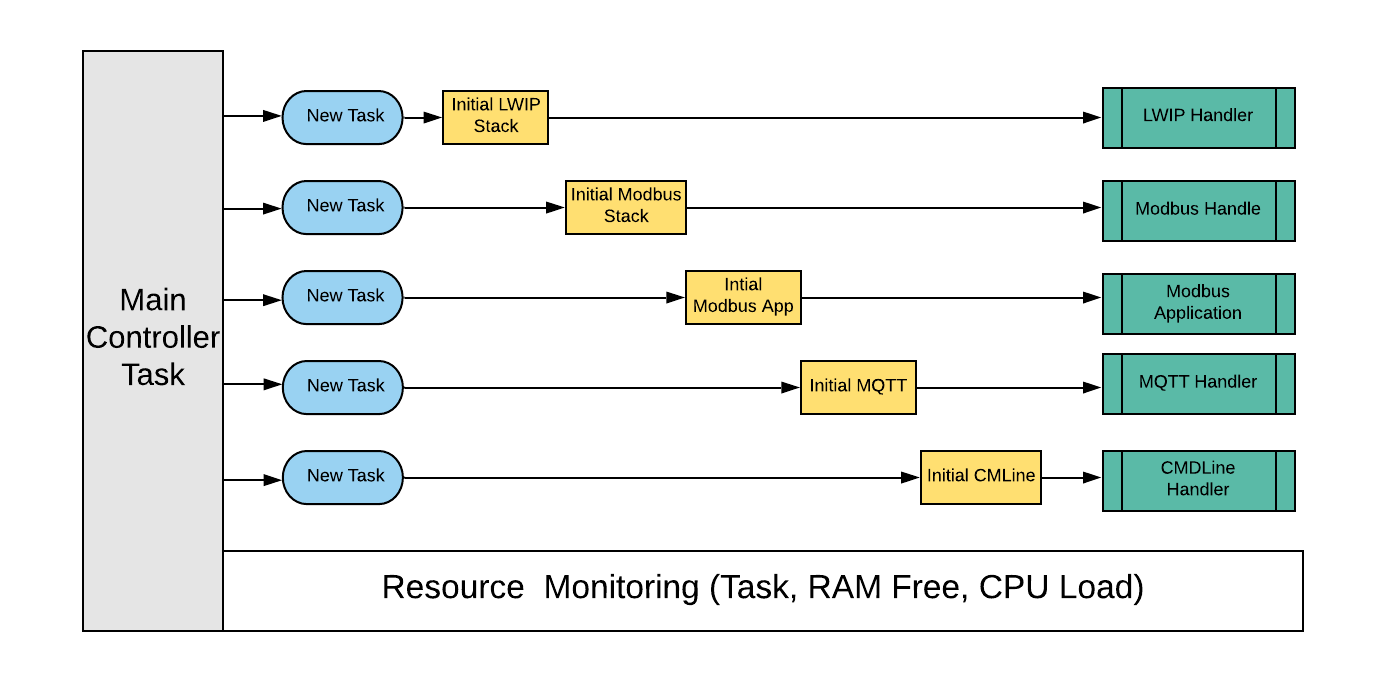 Main
Controller
Task
New Task
Initial LWIP
Stack
LWIP Handler
New Task
Initial Modbus
Stack
Modbus Handle
New Task
Intial
Modbus App
Modbus
Application
New Task
Initial MQTT
MQTT Handler
New Task
Initial CMLine
CMDLine
Handler
Resource  Monitoring (Task, RAM Free, CPU Load)